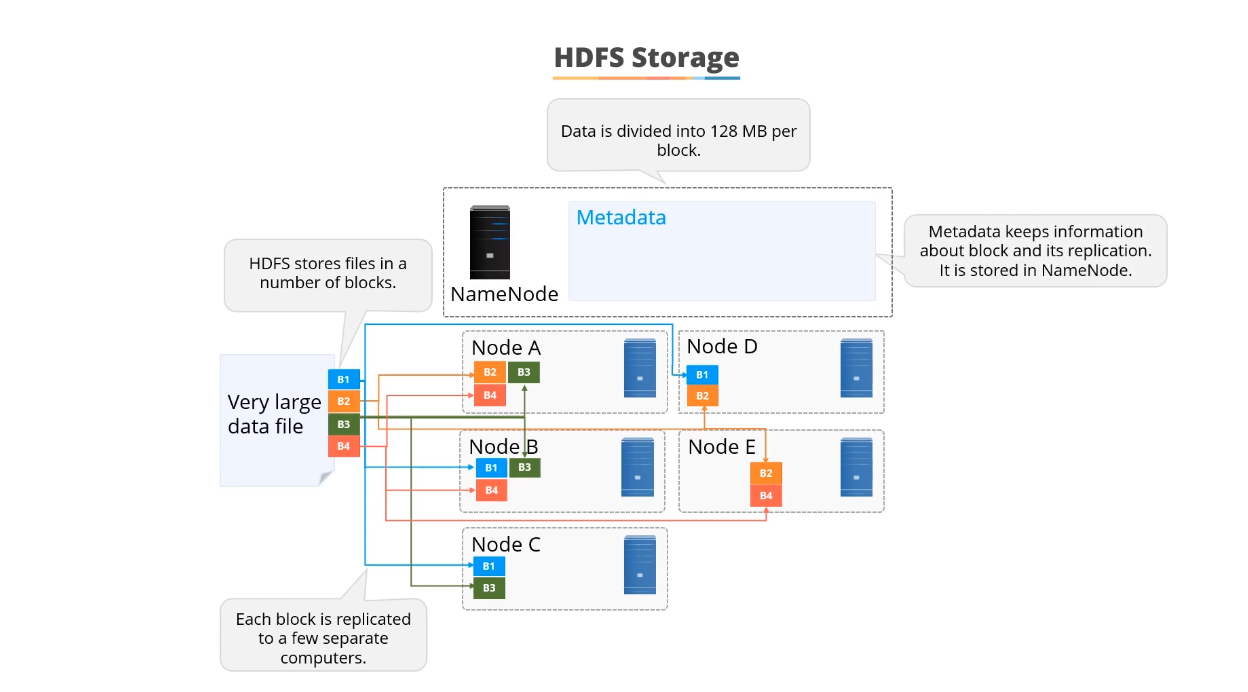 HDFS Storage
Data is divided into 128 MB per
block.
Metadata
Metadata keeps information
about block and its replication.
It is stored in NameNode.
NameNode
HDFS stores files in a
number of blocks.
Very large
data file
B1
B2
B3
B4
Node A
B2 B3
B4
Node D
B1
B2
Node B
B1 B3
B4
Node E
B2
B4
Node C
B1
B3
Each block is replicated
to a few separate
computers.